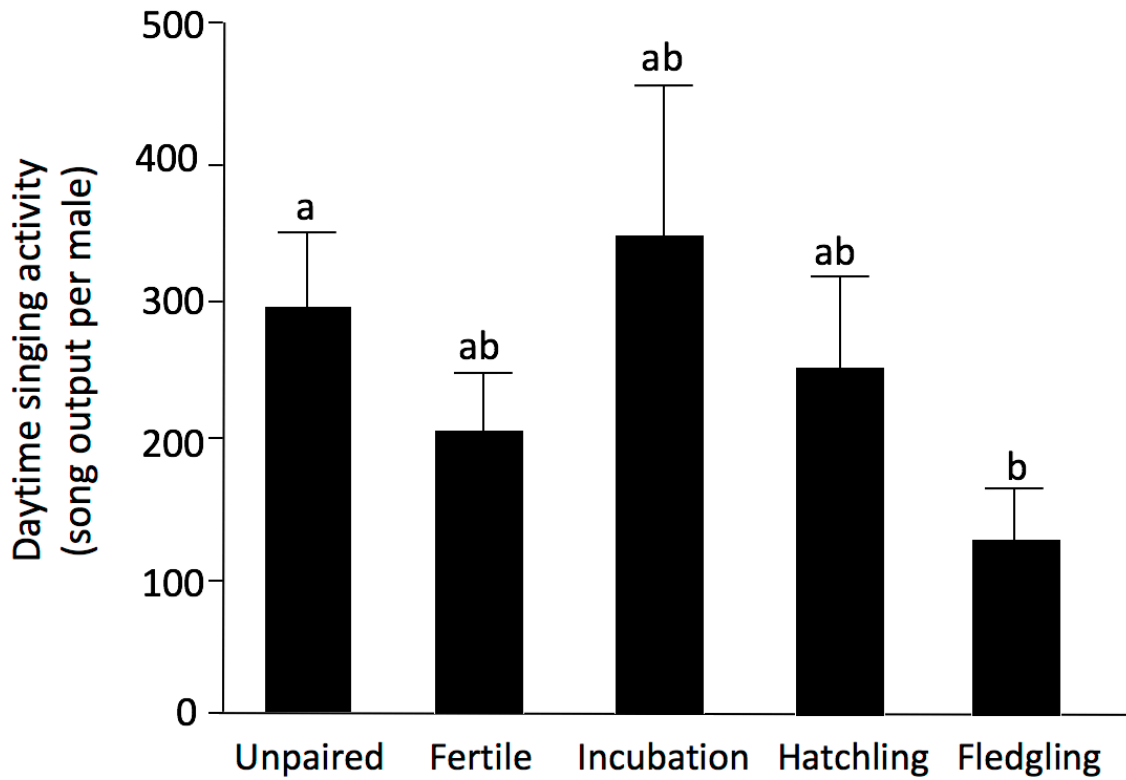 Daytime singing activity
(song output per male)
500
400
300
200
100
0
a
ab
ab
ab
b
Unpaired Fertile Incubation Hatchling Fledgling